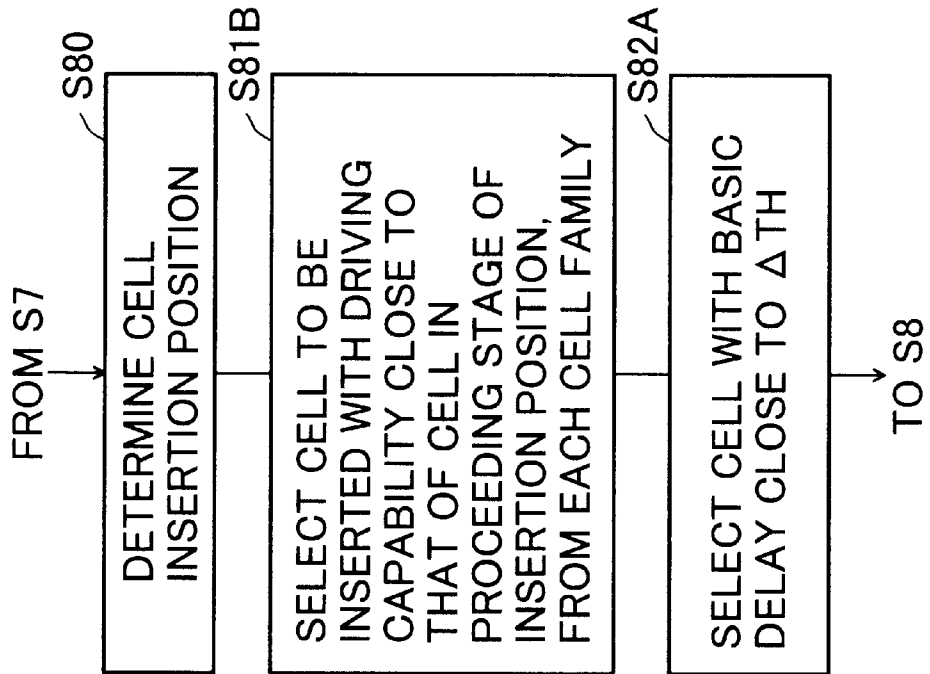 FROM S7
S80
DETERMINE CELL
INSERTION POSITION
S81B
SELECT CELL TO BE
INSERTED WITH DRIVING
CAPABILITY CLOSE TO
THAT OF CELL IN
PROCEEDING STAGE OF
INSERTION POSITION,
FROM EACH CELL FAMILY
S82A
SELECT CELL WITH BASIC
DELAY CLOSE TO △ TH
TO S8